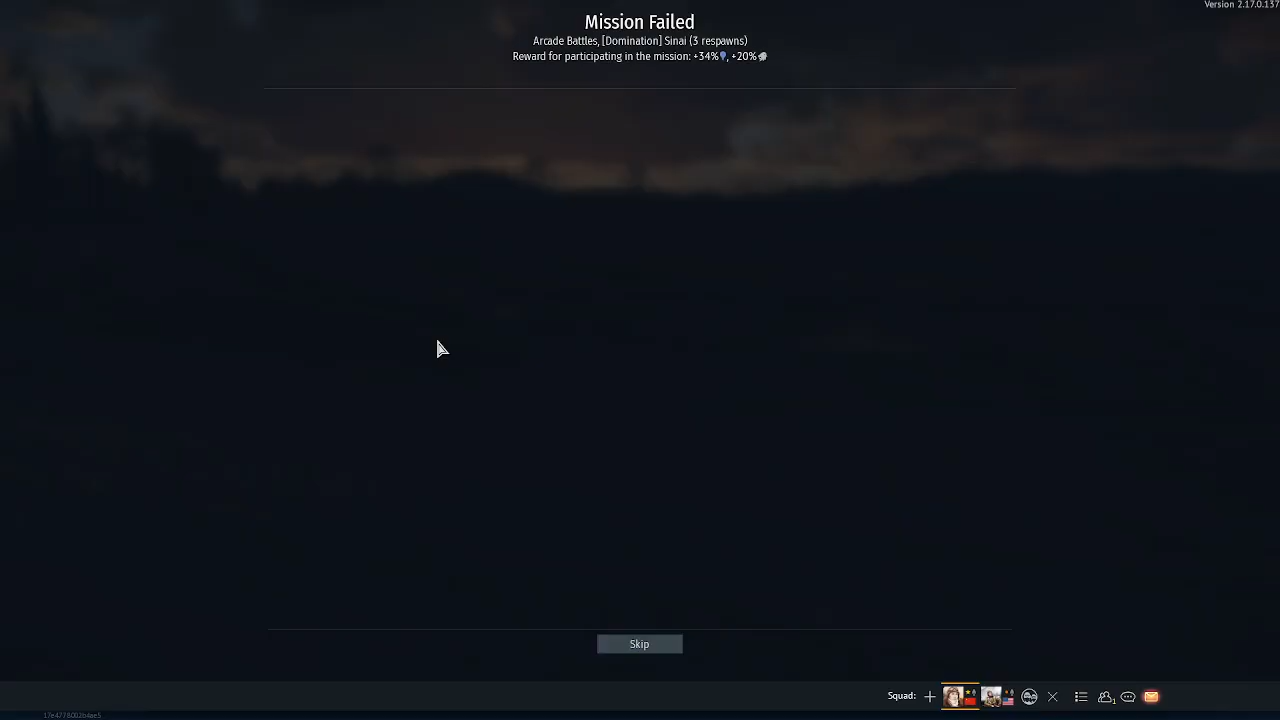 Version 2.17.0.137
Mission Failed
Arcade Battles, [Domination] Sinai (3 respawns)
Reward for participating in the mission: +34%, +20%
Skip
Squad:
1